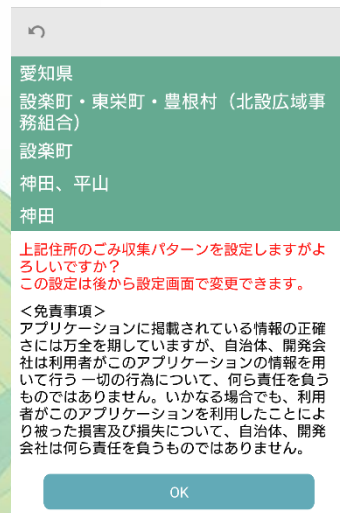 愛知県
設楽町・東栄町・豊根村（北設広域事
務組合）
設楽町
神田、平山
神田
上記住所のごみ収集パターンを設定しますがよ
ろしいですか？
この設定は後から設定画面で変更できます。
＜免責事項＞
アプリケーションに掲載されている情報の正確
さには万全を期していますが、自治体、開発会
社は利用者がこのアプリケーションの情報を用
いて行う一切の行為について、何ら責任を負う
ものではありません。いかなる場合でも、利用
者がこのアプリケーションを利用したことによ
り被った損害及び損失について、自治体、開発
会社は何ら責任を負うものではありません。
OK